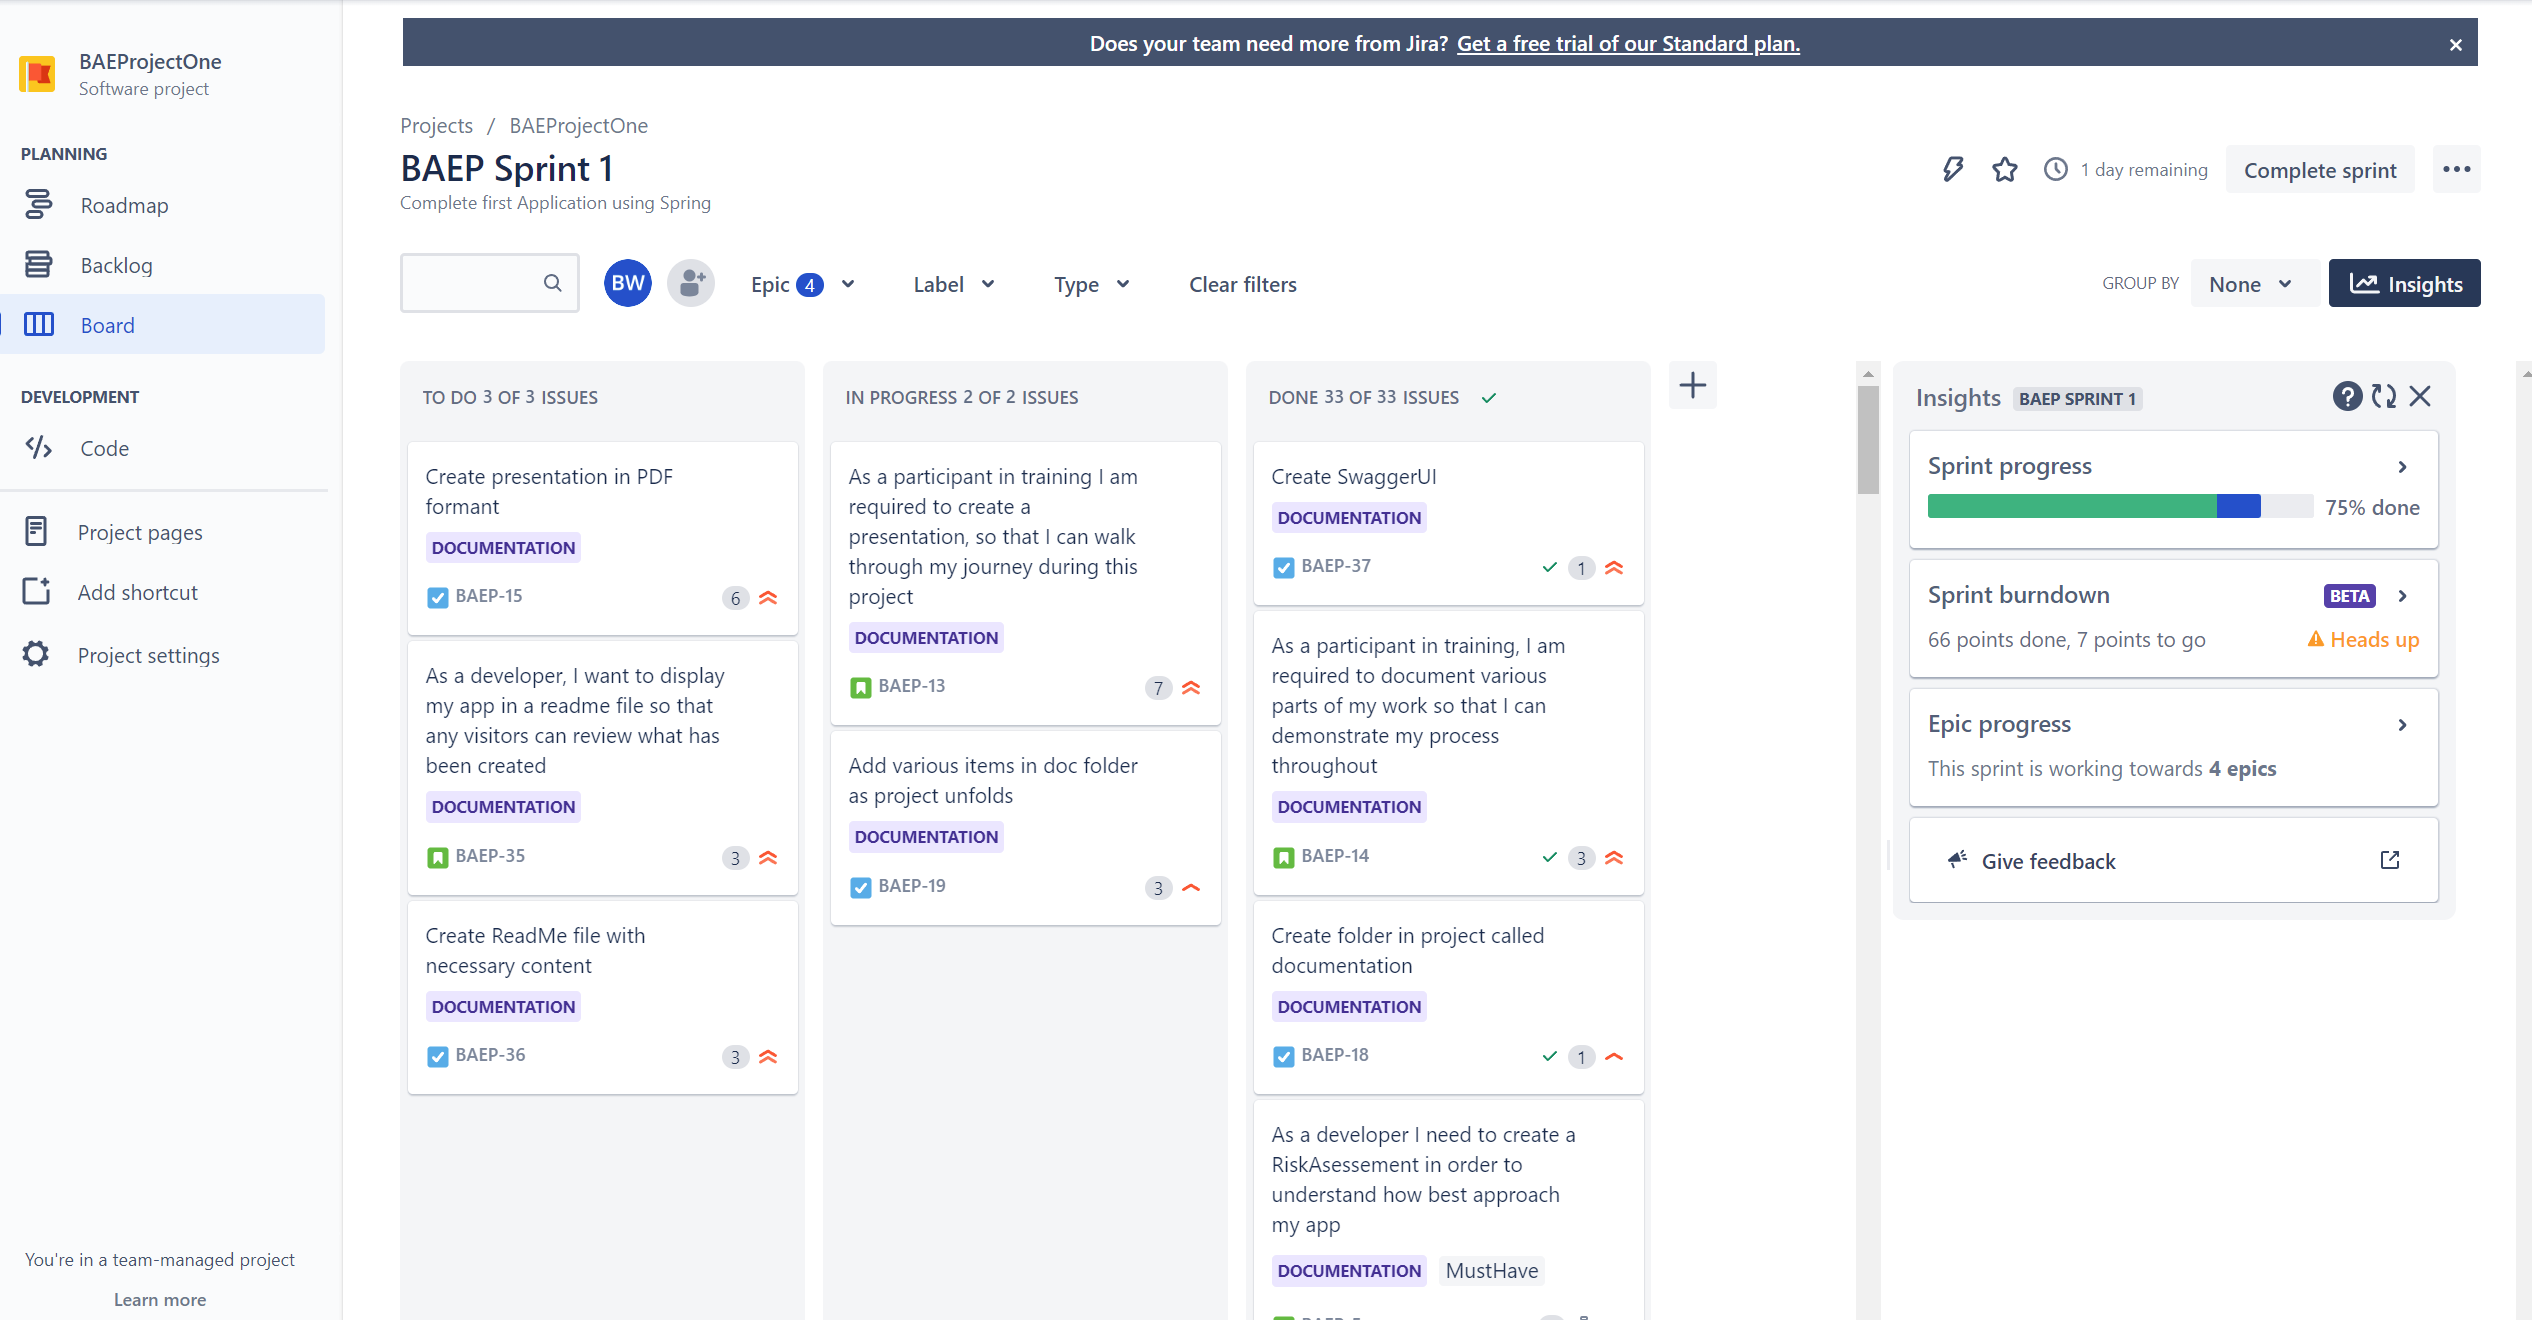 Does your team need more from Jira? Get a free trial of our Standard plan.
BAEProjectOne
Software project
PLANNING
Roadmap
Backlog
Board
DEVELOPMENT
Code
Project pages
Add shortcut
Project settings
You're in a team-managed project
Learn more
Projects / BAEProjectOne
BAEP Sprint 1
Complete first Application using Spring
1 day remaining
Complete sprint
BW
Epic 4
Label
Type
Clear filters
GROUP BY
None
Insights
TO DO 3 OF 3 ISSUES
Create presentation in PDF
formant
DOCUMENTATION
BAEP-15
6
As a developer, I want to display
my app in a readme file so that
any visitors can review what has
been created
DOCUMENTATION
BAEP-35
3
Create ReadMe file with
necessary content
DOCUMENTATION
BAEP-36
3
IN PROGRESS 2 OF 2 ISSUES
As a participant in training I am
required to create a
presentation, so that I can walk
through my journey during this
project
DOCUMENTATION
BAEP-13
7
Add various items in doc folder
as project unfolds
DOCUMENTATION
BAEP-19
3
DONE 33 OF 33 ISSUES
Create SwaggerUI
DOCUMENTATION
BAEP-37
1
As a participant in training, I am
required to document various
parts of my work so that I can
demonstrate my process
throughout
DOCUMENTATION
BAEP-14
3
Create folder in project called
documentation
DOCUMENTATION
BAEP-18
1
As a developer I need to create a
RiskAsessement in order to
understand how best approach
my app
DOCUMENTATION MustHave
Insights BAEP SPRINT 1
Sprint progress
75% done
Sprint burndown BETA
66 points done, 7 points to go Heads up
Epic progress
This sprint is working towards 4 epics
Give feedback